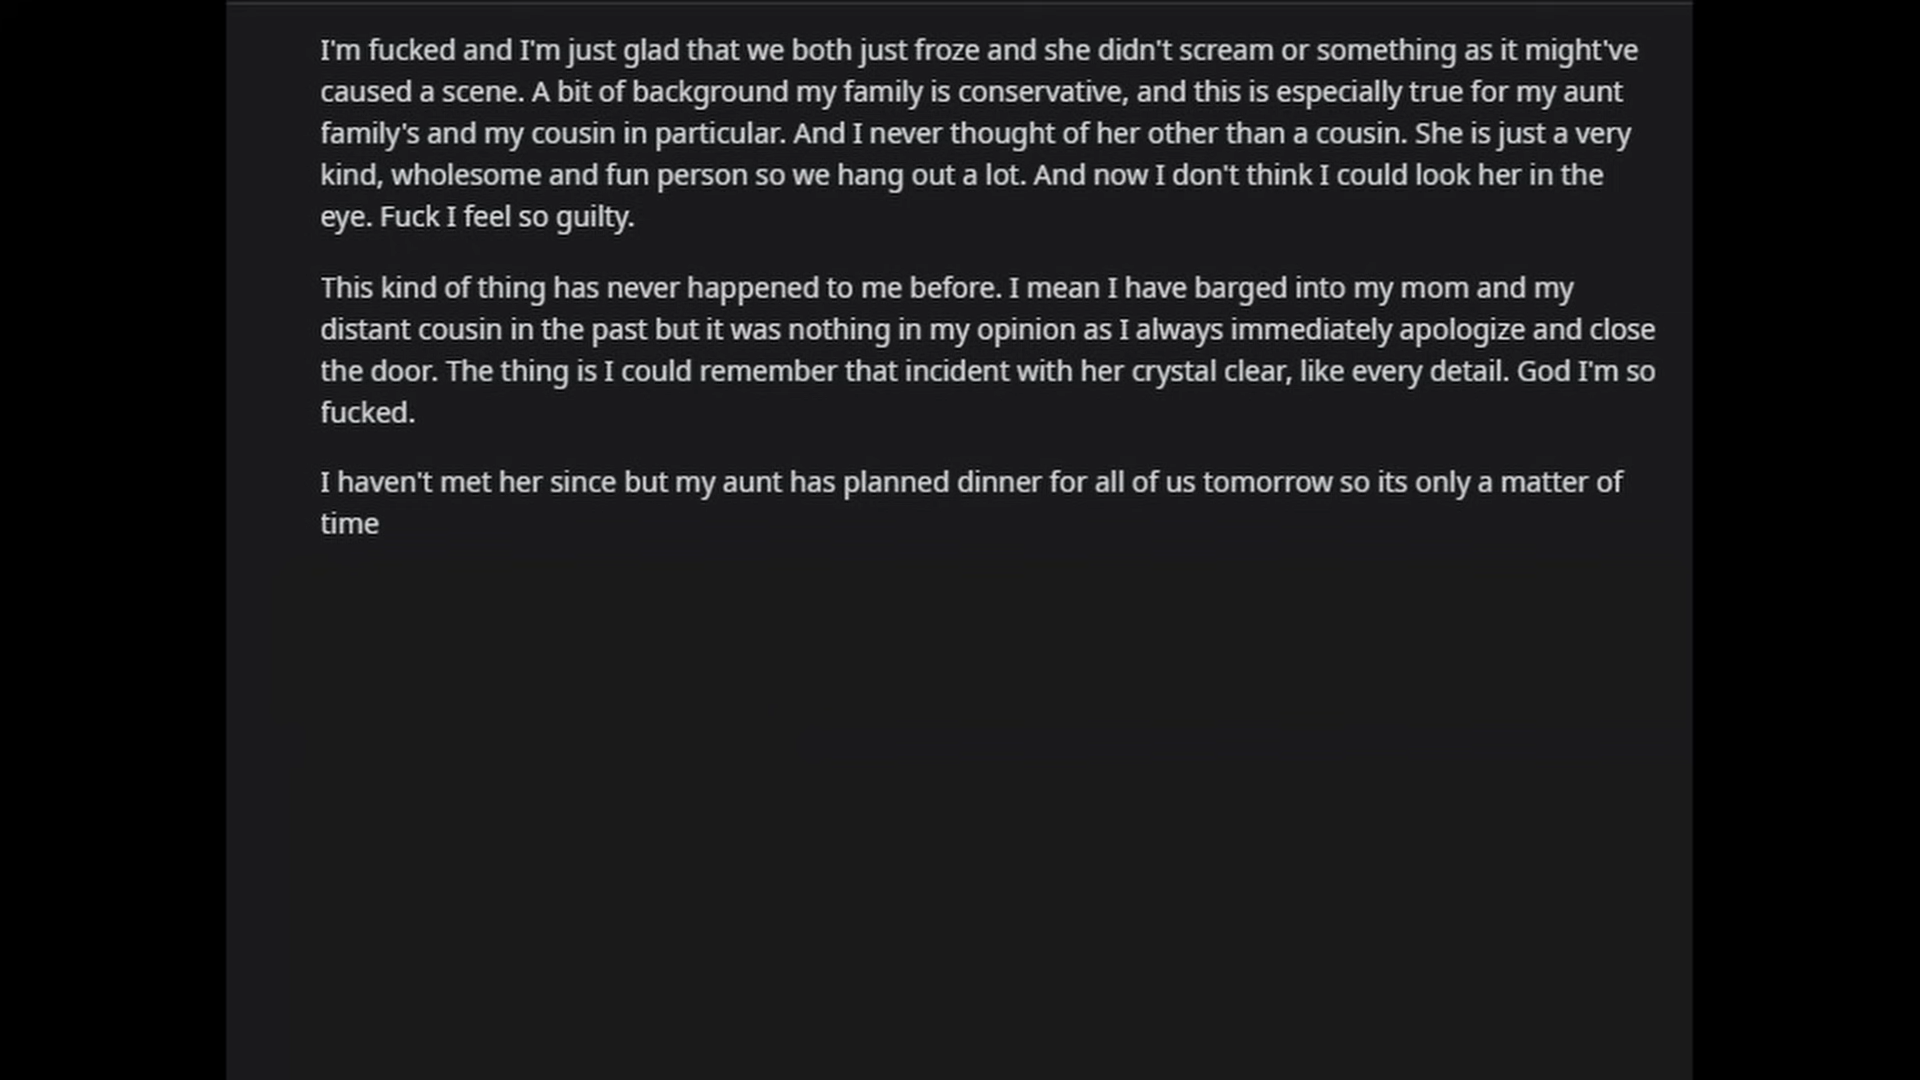 I'm fucked and I'm just glad that we both just froze and she didn't scream or something as it might've
caused a scene. A bit of background my family is conservative, and this is especially true for my aunt
family's and my cousin in particular. And I never thought of her other than a cousin. She is just a very
kind, wholesome and fun person so we hang out a lot. And now I don't think I could look her in the
eye. Fuck I feel so guilty.
This kind of thing has never happened to me before. I mean I have barged into my mom and my
distant cousin in the past but it was nothing in my opinion as I always immediately apologize and close
the door. The thing is I could remember that incident with her crystal clear, like every detail. God I'm so
fucked.
I haven't met her since but my aunt has planned dinner for all of us tomorrow so its only a matter of
time